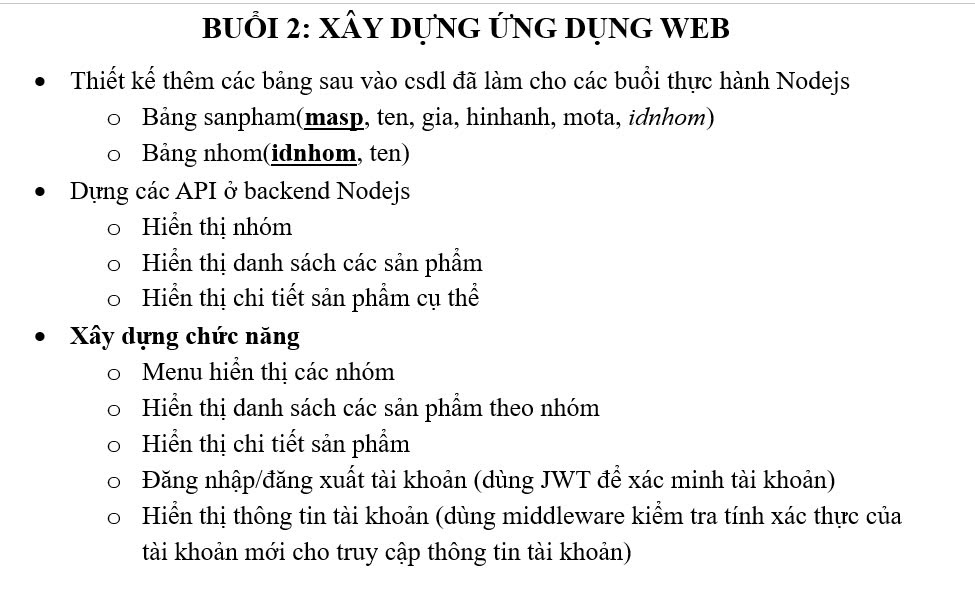 BUỔI 2: XÂY DỰNG ỨNG DỤNG WEB
• Thiết kế thêm các bảng sau vào csdl đã làm cho các buổi thực hành Nodejs
o Bảng sanpham(masp, ten, gia, hinhanh, mota, idnhom)
o Bảng nhom(idnhom, ten)
• Dựng các API ở backend Nodejs
o Hiển thị nhóm
o Hiển thị danh sách các sản phẩm
o Hiển thị chi tiết sản phẩm cụ thể
• Xây dựng chức năng
o Menu hiển thị các nhóm
o Hiển thị danh sách các sản phẩm theo nhóm
o Hiển thị chi tiết sản phẩm
o Đăng nhập/đăng xuất tài khoản (dùng JWT để xác minh tài khoản)
o Hiển thị thông tin tài khoản (dùng middleware kiểm tra tính xác thực của
tài khoản mới cho truy cập thông tin tài khoản)